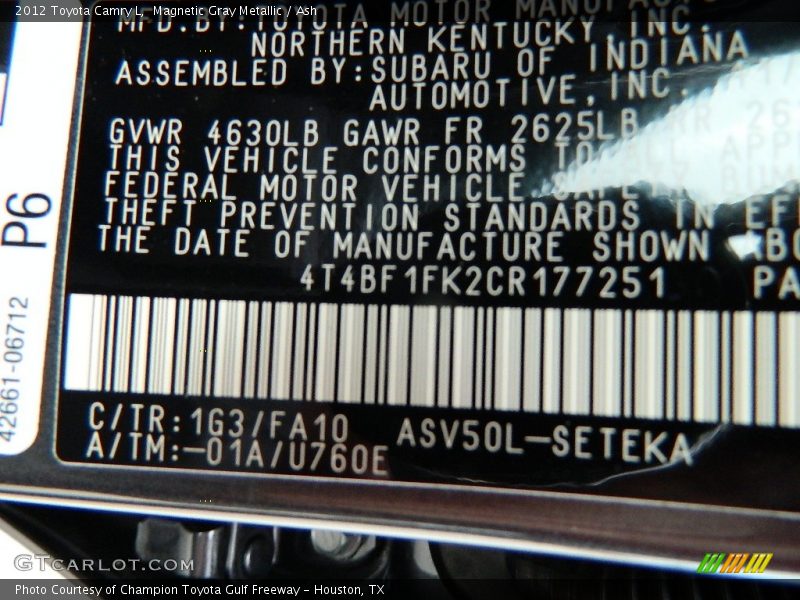 2012 Toyota Camry L, Magnetic Gray Metallic / Ash
MFD.BY:TOYOTA MOTOR
NORTHERN KENTUCKY,INC.
ASSEMBLED BY:SUBARU OF INDIANA
AUTOMOTIVE,INC.
GVWR 4630LB GAWR FR 2625LB RR
THIS VEHICLE CONFORMS TO ALL
FEDERAL MOTOR VEHICLE SAFETY
THEFT PREVENTION STANDARDS IN
THE DATE OF MANUFACTURE SHOWN
4T4BF1FK2CR177251
C/TR:1G3/FA10 ASV50L-SETEKA
A/TM:-01A/U760E
P6
42661-06712
GTCARLOT.COM
Photo Courtesy of Champion Toyota Gulf Freeway - Houston, TX